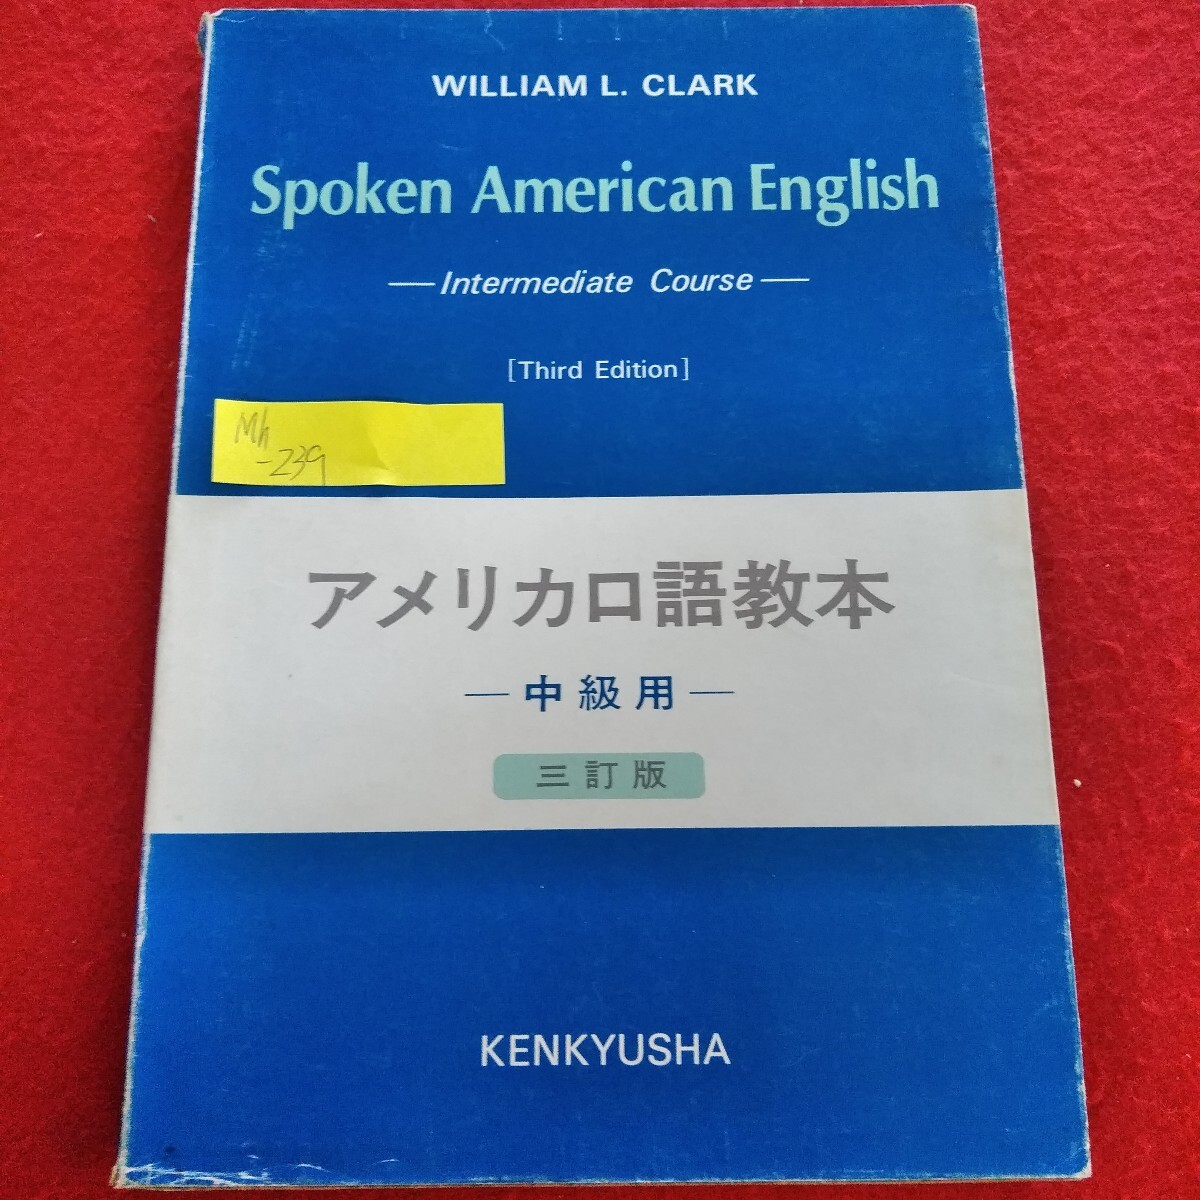 WILLIAM L. CLARK
Spoken American English
—Intermediate Course—
[Third Edition]
Mh
-239
アメリカ口語教本
—中級用—
三訂版
KENKYUSHA